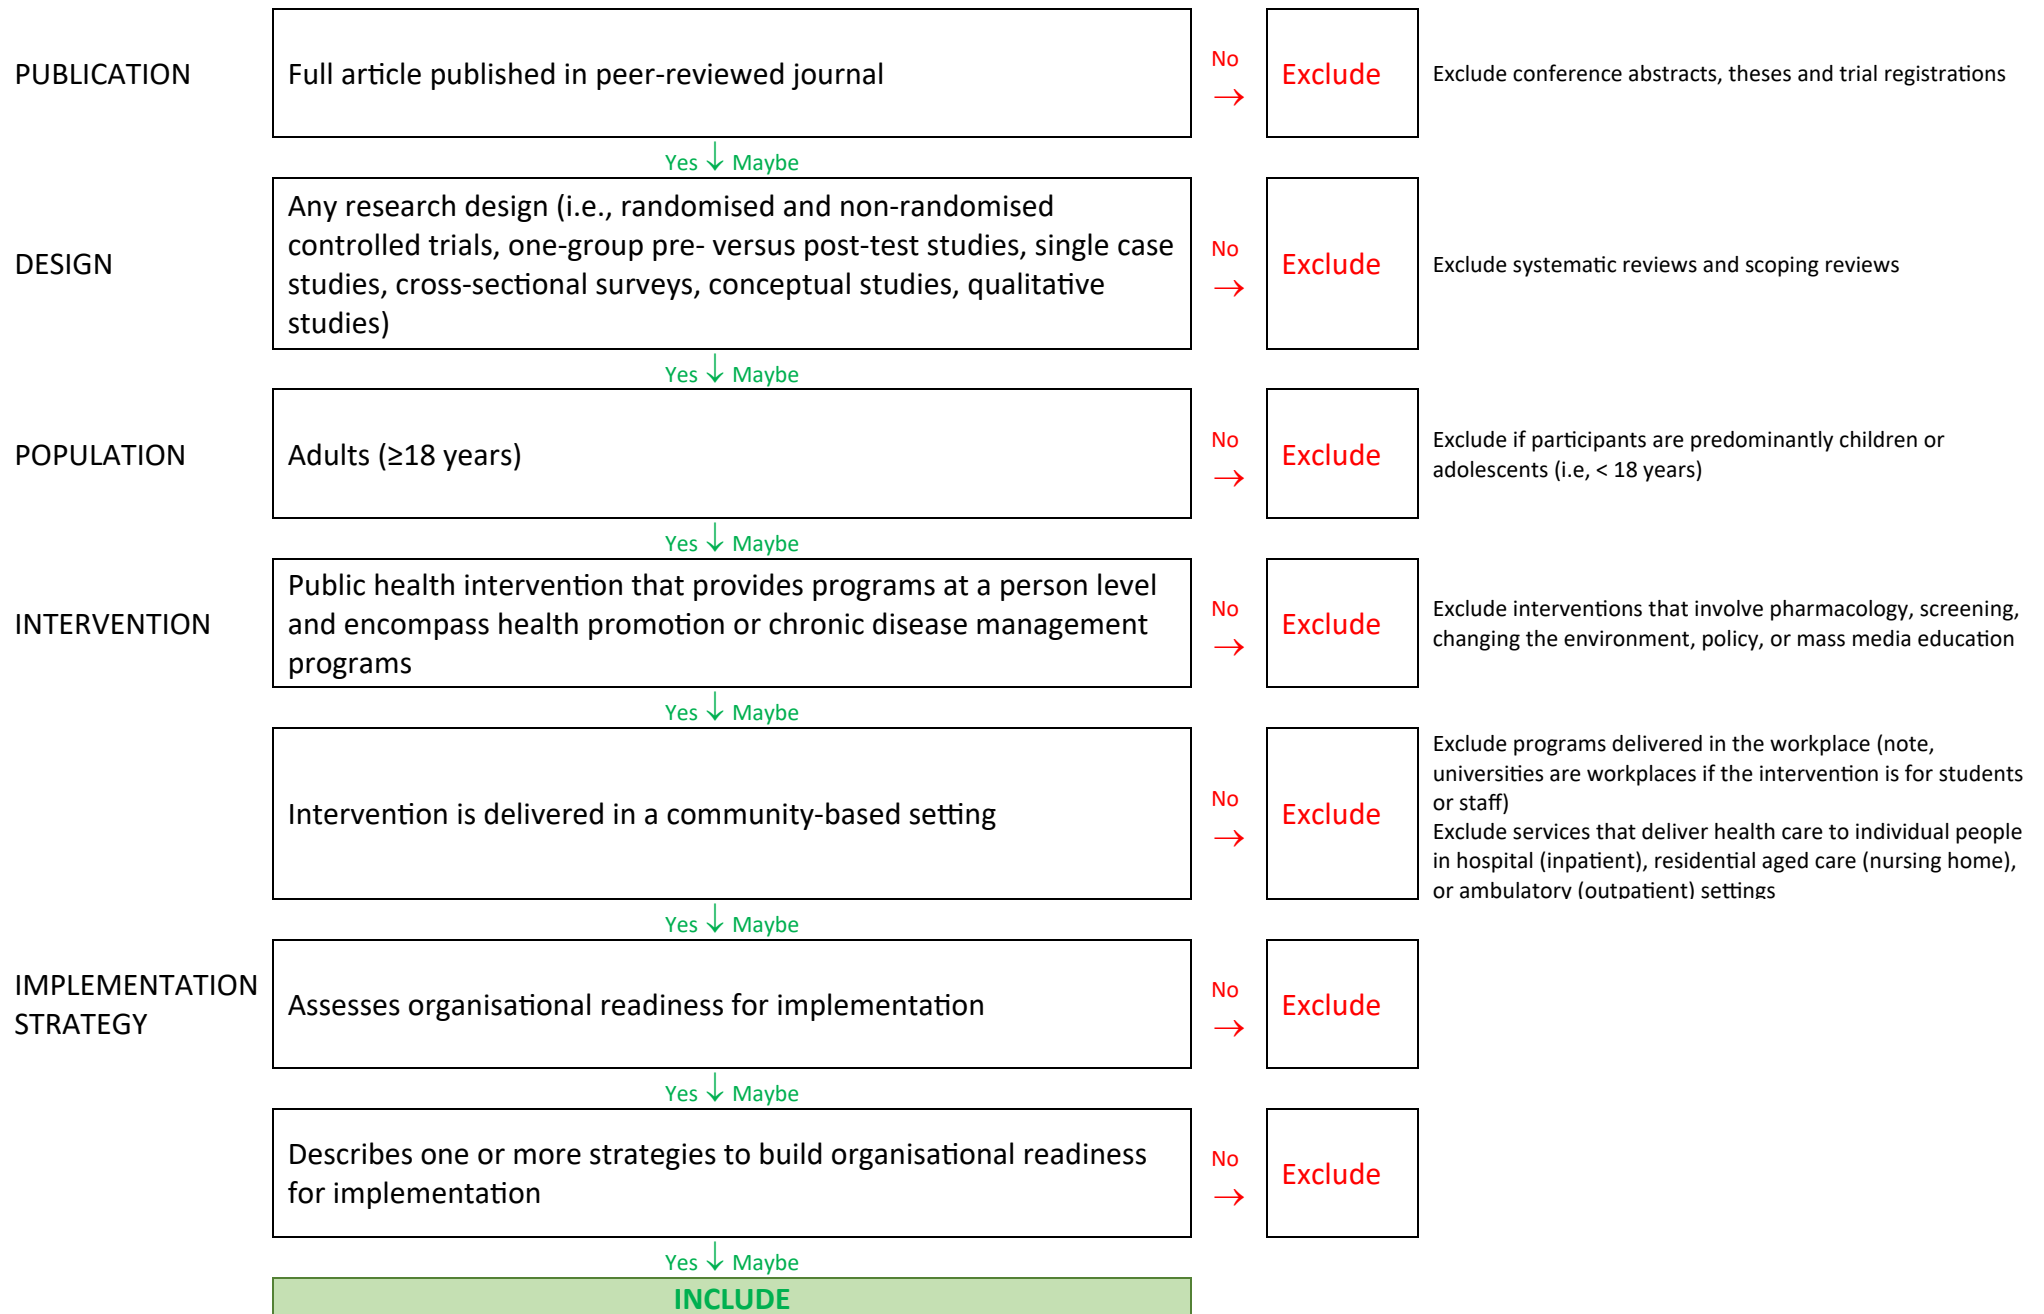 PUBLICATION
Full article published in peer-reviewed journal
No
→
Exclude
Exclude conference abstracts, theses and trial registrations
Yes ↓ Maybe
DESIGN
Any research design (i.e., randomised and non-randomised
controlled trials, one-group pre- versus post-test studies, single case
studies, cross-sectional surveys, conceptual studies, qualitative
studies)
No
→
Exclude
Exclude systematic reviews and scoping reviews
Yes ↓ Maybe
POPULATION
Adults (≥18 years)
No
→
Exclude
Exclude if participants are predominantly children or
adolescents (i.e, < 18 years)
Yes ↓ Maybe
INTERVENTION
Public health intervention that provides programs at a person level
and encompass health promotion or chronic disease management
programs
No
→
Exclude
Exclude interventions that involve pharmacology, screening,
changing the environment, policy, or mass media education
Yes ↓ Maybe
Intervention is delivered in a community-based setting
No
→
Exclude
Exclude programs delivered in the workplace (note,
universities are workplaces if the intervention is for students
or staff)
Exclude services that deliver health care to individual people
in hospital (inpatient), residential aged care (nursing home),
or ambulatory (outpatient) settings
Yes ↓ Maybe
IMPLEMENTATION
STRATEGY
Assesses organisational readiness for implementation
No
→
Exclude
Yes ↓ Maybe
Describes one or more strategies to build organisational readiness
for implementation
No
→
Exclude
Yes ↓ Maybe
INCLUDE